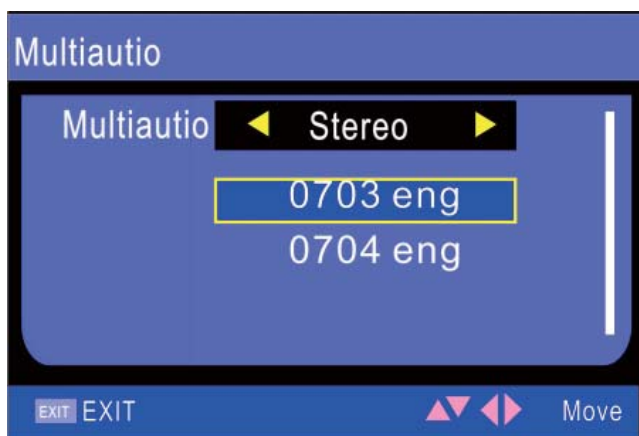 Multiautio
Multiautio Stereo
0703 eng
0704 eng
EXIT EXIT Move